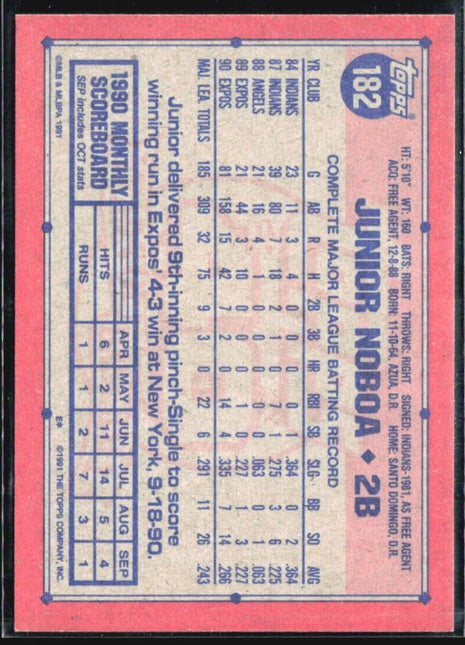 topps®
182
HT: 5'10" WT: 160 BATS: RIGHT THROWS: RIGHT SIGNED: INDIANS-1981, AS FREE AGENT
ACQ: FREE AGENT, 12-8-88 BORN: 11-10-64, AZUA, D.R. HOME: SANTO DOMINGO, D.R.
JUNIOR NOBOA ♦ 2B
COMPLETE MAJOR LEAGUE BATTING RECORD
YR CLUB G AB R H 2B 3B HR RBI SB SLG BB SO AVG
84 INDIANS 23 11 3 4 0 0 0 0 1 .364 0 2 .364
87 INDIANS 39 80 7 18 2 1 0 7 1 .275 3 6 .225
88 ANGELS 21 16 4 1 0 0 0 0 0 .063 0 1 .063
89 EXPOS 21 44 3 10 0 0 0 1 0 .227 1 3 .227
90 EXPOS 81 158 15 42 7 2 0 14 4 .335 7 14 .266
MAJ. LEA. TOTALS 185 309 32 75 9 3 0 22 6 .291 11 26 .243
Junior delivered 9th-inning pinch-Single to score
winning run in Expos' 4-3 win at New York, 9-18-90.
1990 MONTHLY
SCOREBOARD
SEP includes OCT stats
APR MAY JUN JUL AUG SEP
HITS 6 2 11 14 5 4
RUNS 1 1 2 7 3 1
©MLB & MLBPA 1991
E* ©1991 THE TOPPS COMPANY, INC.